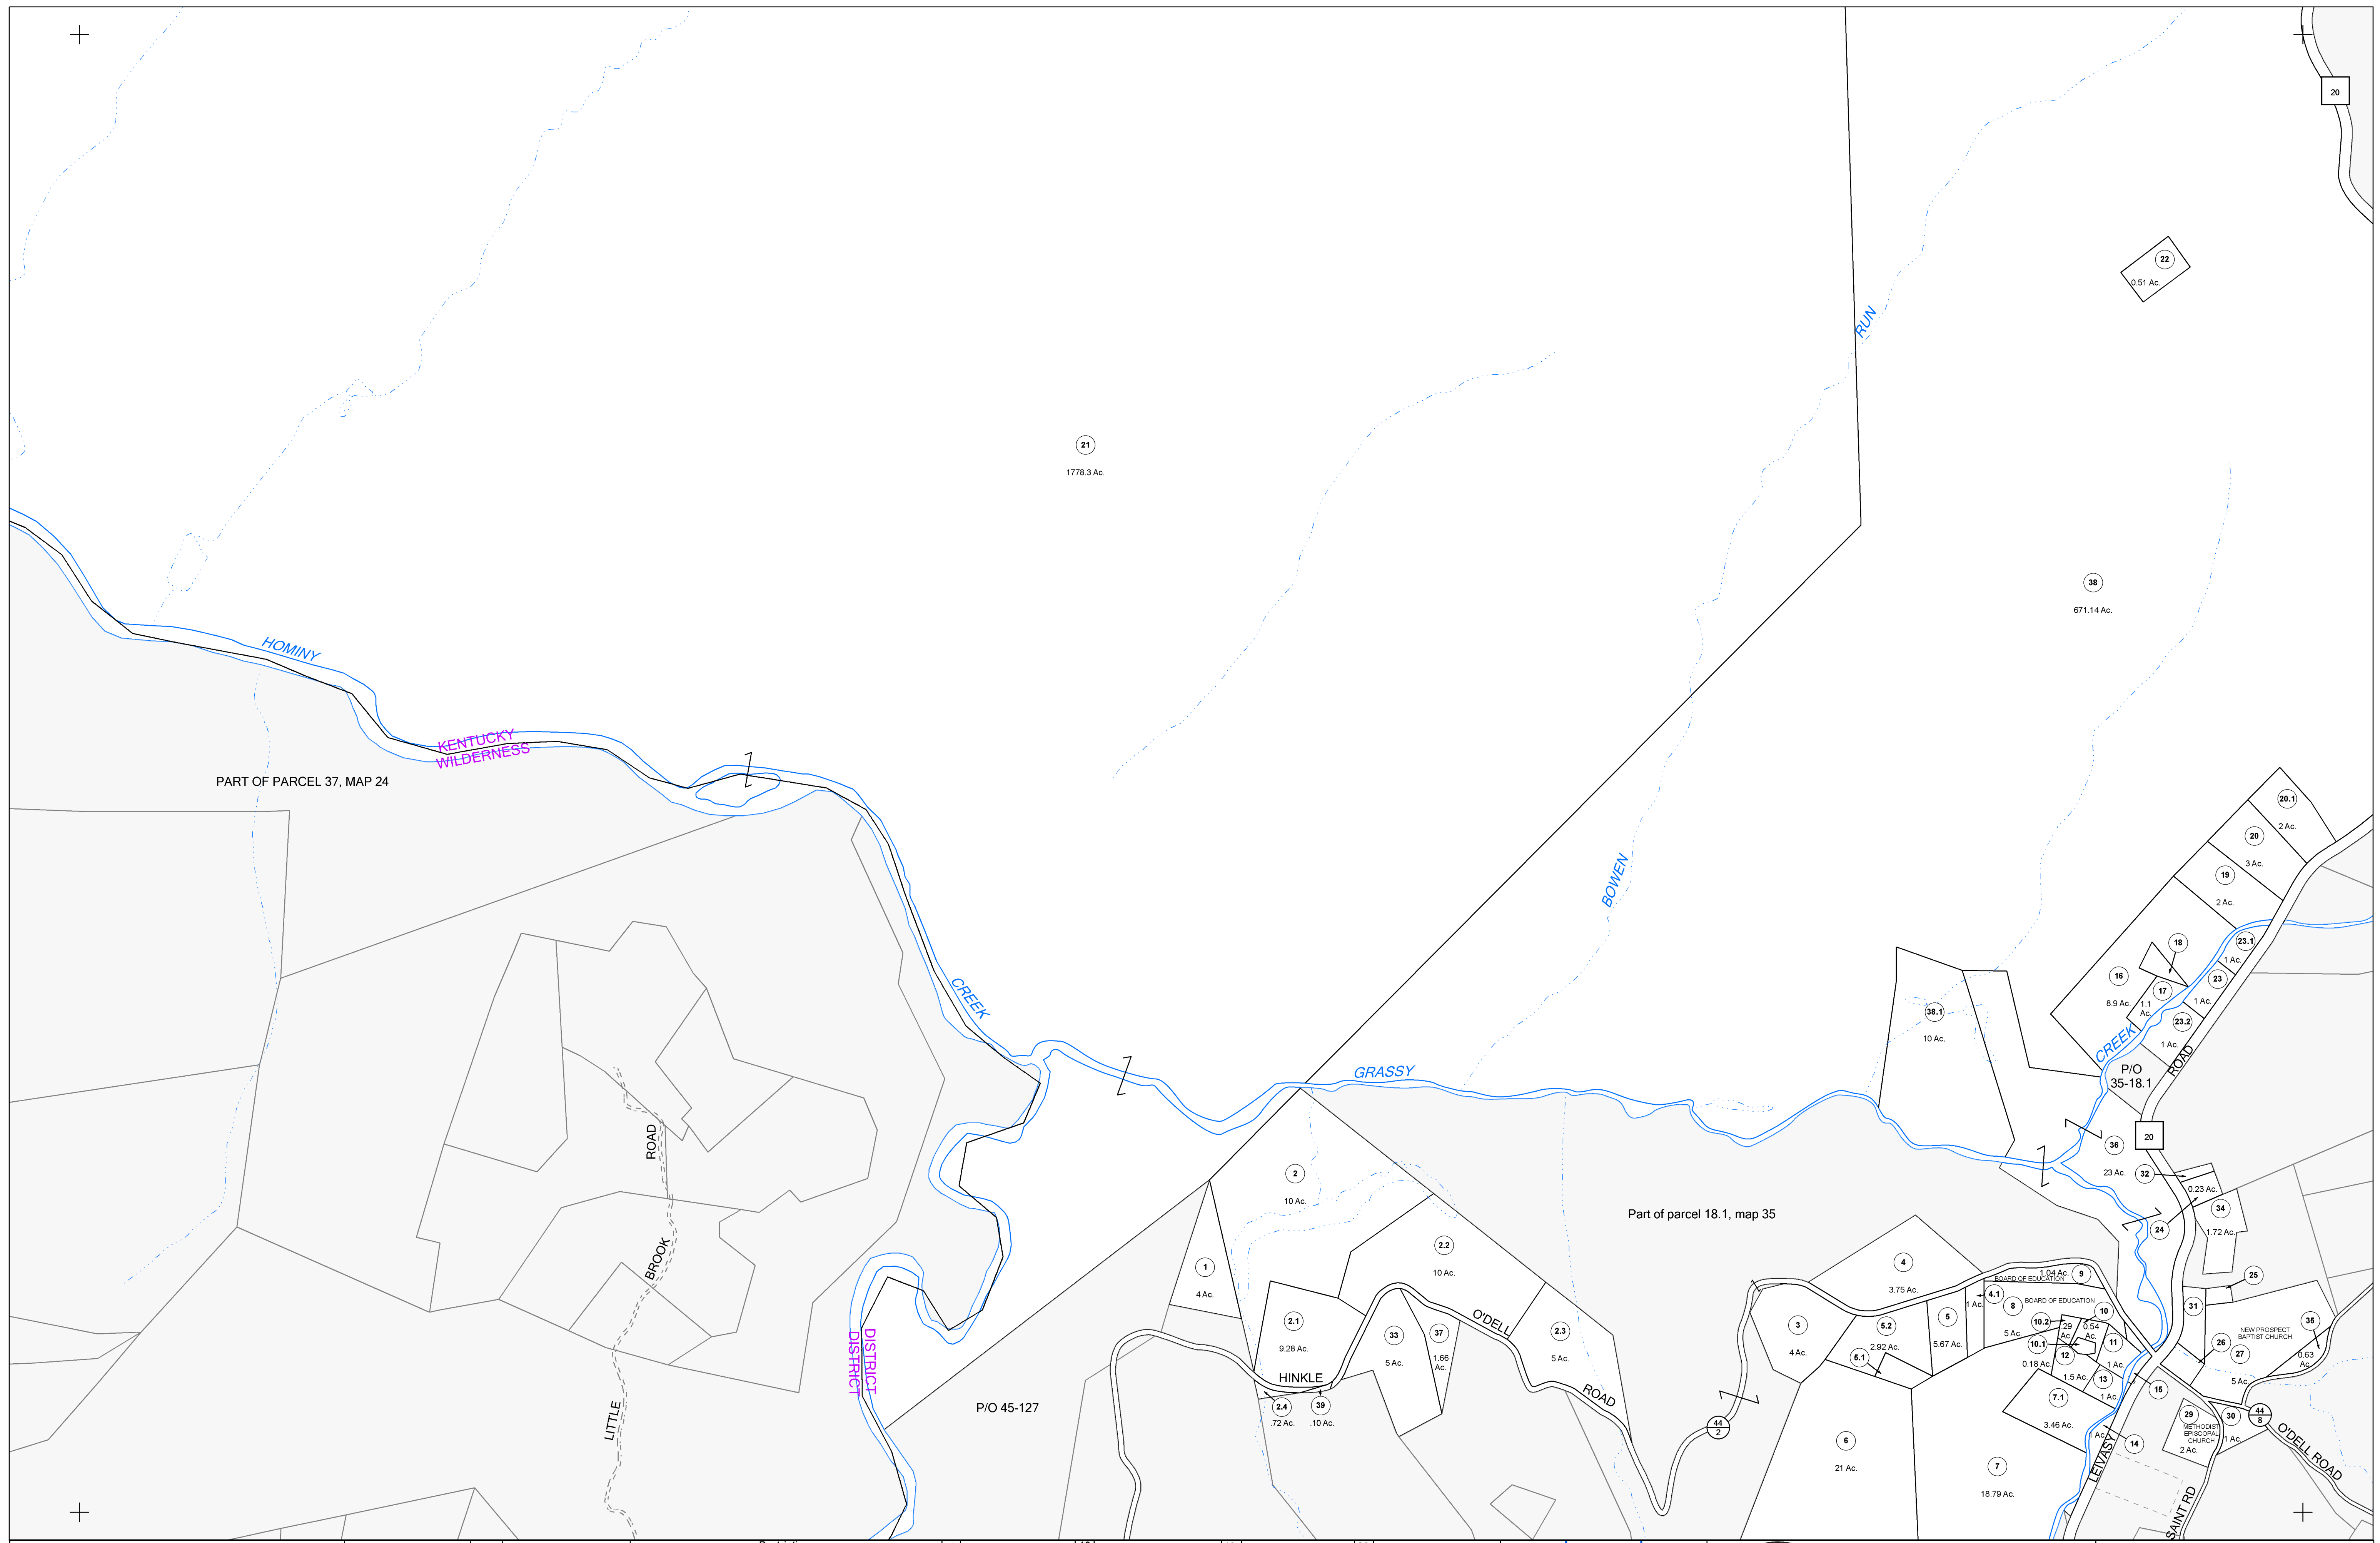 20
22
0.51 Ac.
RUN
21
1778.3 Ac.
38
671.14 Ac.
HOMINY
KENTUCKY
WILDERNESS
PART OF PARCEL 37, MAP 24
20.1
2 Ac.
20
3 Ac.
19
2 Ac.
BOWEN
18
23.1
1 Ac.
16
8.9 Ac.
17
1.1
Ac.
23
1 Ac.
23.2
1 Ac.
CREEK
38.1
10 Ac.
CREEK
ROAD
P/O
35-18.1
GRASSY
20
36
23 Ac.
32
0.23 Ac.
ROAD
2
10 Ac.
Part of parcel 18.1, map 35
34
1.72 Ac.
24
BROOK
2.2
10 Ac.
1
4 Ac.
4
3.75 Ac.
1.04 Ac.
9
BOARD OF EDUCATION
25
4.1
1 Ac.
8
BOARD OF EDUCATION
5 Ac.
31
35
10
10.2
.29
Ac.
0.54
Ac.
2.1
9.28 Ac.
O'DELL
33
5 Ac.
37
1.66
Ac.
2.3
5 Ac.
3
4 Ac.
5.2
2.92 Ac.
5
5.67 Ac.
5.1
10.1
11
1 Ac.
12
0.18 Ac.
1.5 Ac.
13
1 Ac.
NEW PROSPECT
BAPTIST CHURCH
26
27
5 Ac.
0.63
Ac.
DISTRICT
DISTRICT
HINKLE
2.4
.72 Ac.
39
.10 Ac.
ROAD
15
7.1
3.46 Ac.
P/O 45-127
LITTLE
44
2
6
21 Ac.
7
18.79 Ac.
1 Ac.
14
29
METHODIST
EPISCOPAL
CHURCH
2 Ac.
30
1 Ac.
44
8
O'DELL ROAD
LEIVASY
SAINT RD